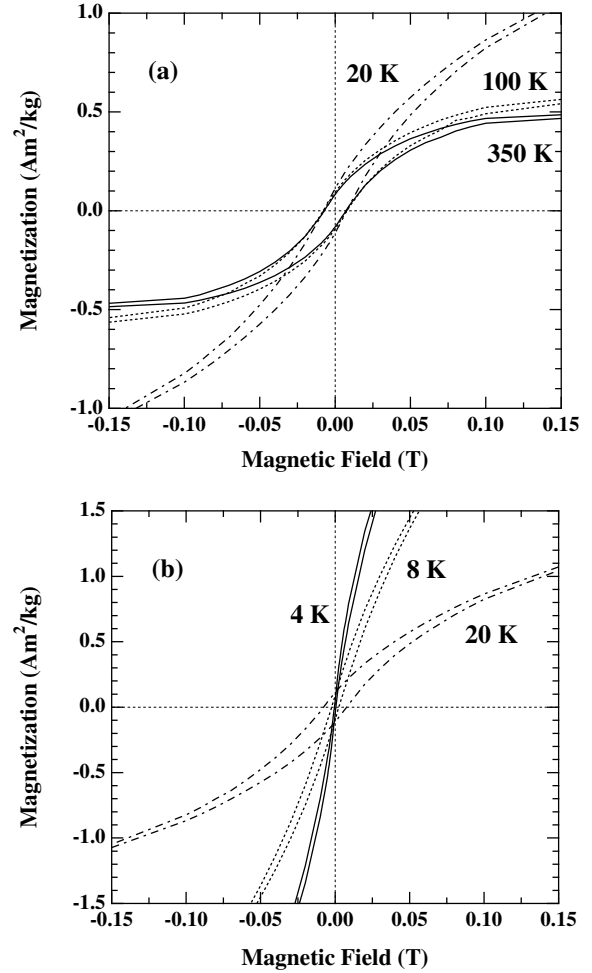 1.0
(a)
20 K
100 K
0.5
350 K
0.0
-0.5
-1.0
Magnetization (Am²/kg)
-0.15 -0.10 -0.05 0.00 0.05 0.10 0.15
Magnetic Field (T)
1.5
(b)
8 K
1.0
4 K
20 K
0.5
0.0
-0.5
-1.0
-1.5
Magnetization (Am²/kg)
-0.15 -0.10 -0.05 0.00 0.05 0.10 0.15
Magnetic Field (T)